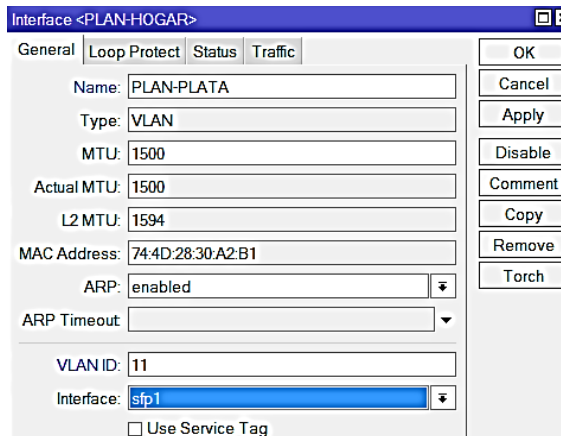 Interface <PLAN-HOGAR>
General Loop Protect Status Traffic
OK
Name: PLAN-PLATA
Cancel
Type: VLAN
Apply
MTU: 1500
Disable
Actual MTU: 1500
Comment
L2 MTU: 1594
Copy
MAC Address: 74:4D:28:30:A2:B1
Remove
ARP: enabled
Torch
ARP Timeout:
VLAN ID: 11
Interface: sfp1
Use Service Tag